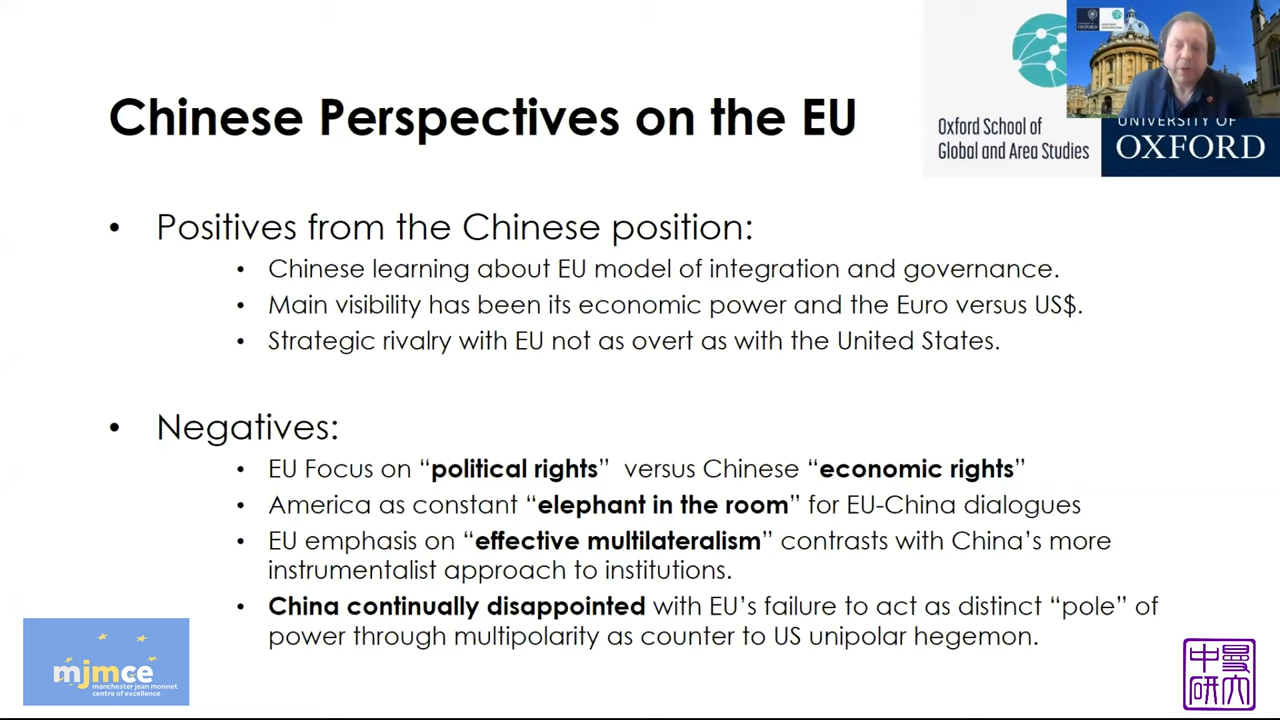 Chinese Perspectives on the EU
Oxford School of
Global and Area Studies
UNIVERSITY OF
OXFORD
OXFORD
• Positives from the Chinese position:
• Chinese learning about EU model of integration and governance.
• Main visibility has been its economic power and the Euro versus US$.
• Strategic rivalry with EU not as overt as with the United States.
• Negatives:
• EU Focus on “political rights” versus Chinese “economic rights”
• America as constant “elephant in the room” for EU-China dialogues
• EU emphasis on “effective multilateralism” contrasts with China’s more
instrumentalist approach to institutions.
• China continually disappointed with EU’s failure to act as distinct “pole” of
power through multipolarity as counter to US unipolar hegemon.
mjmce
manchester jean monnet
centre of excellence
中曼
研究